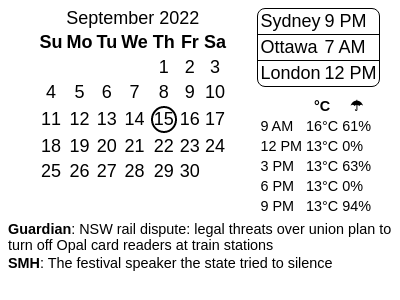 September 2022
Su Mo Tu We Th Fr Sa
1 2 3
4 5 6 7 8 9 10
11 12 13 14 15 16 17
18 19 20 21 22 23 24
25 26 27 28 29 30
Sydney 9 PM
Ottawa 7 AM
London 12 PM
°C ☂
9 AM 16°C 61%
12 PM 13°C 0%
3 PM 13°C 63%
6 PM 13°C 0%
9 PM 13°C 94%
Guardian: NSW rail dispute: legal threats over union plan to
turn off Opal card readers at train stations
SMH: The festival speaker the state tried to silence